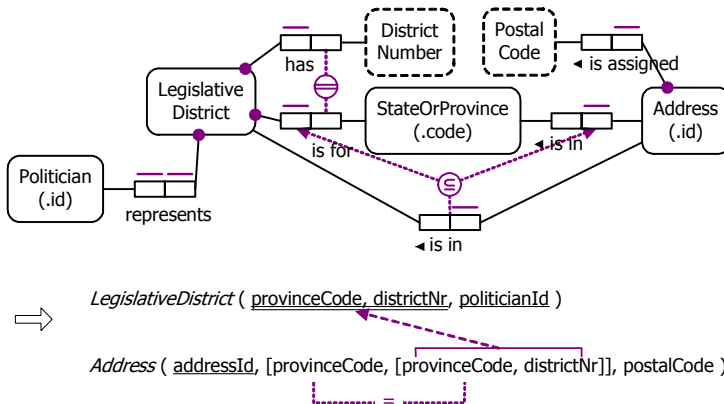 District
Number
Postal
Code
has
◄ is assigned
Legislative
District
StateOrProvince
(.code)
Address
(.id)
is for
◄ is in
Politician
(.id)
represents
⊆
◄ is in
LegislativeDistrict ( provinceCode, districtNr, politicianId )
Address ( addressId, [provinceCode, [provinceCode, districtNr]], postalCode )
=